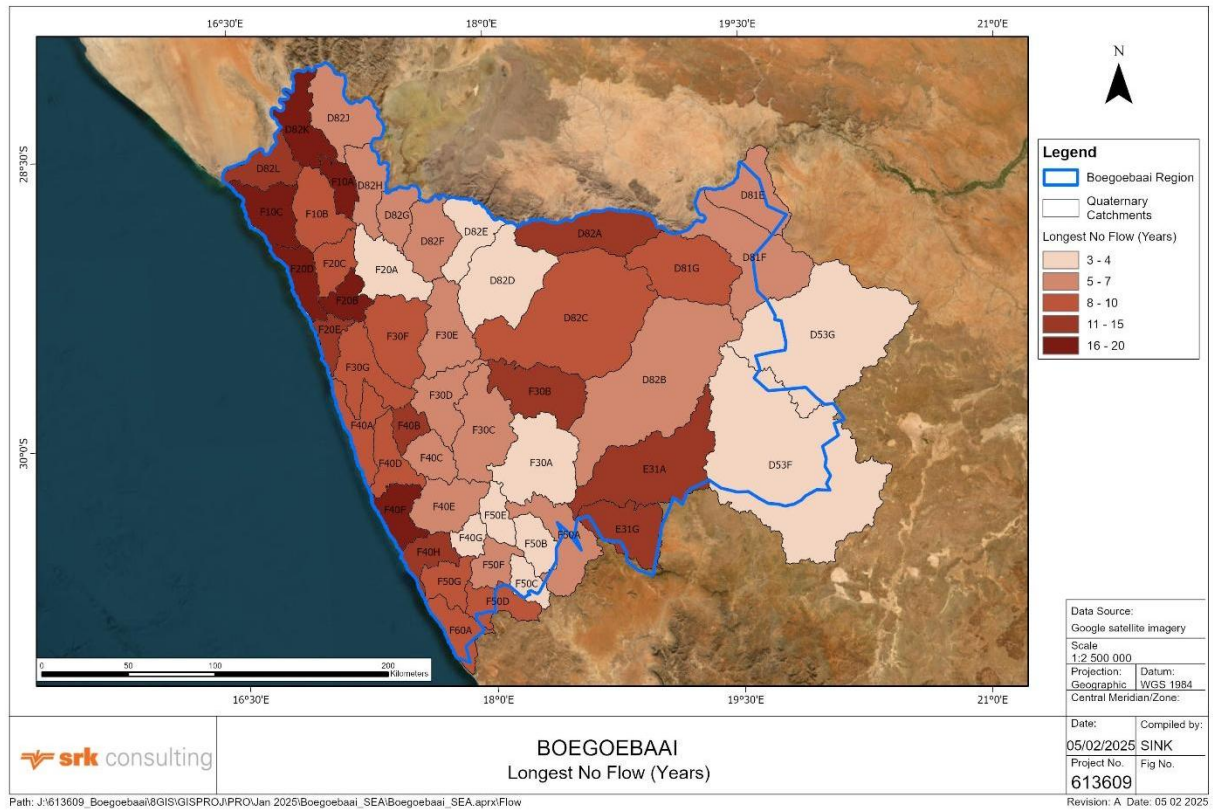 16°30'E 18°0'E 19°30'E 21°0'E
28°30'S
30°0'S
D82J
D82K
D82L
F10A
D82H
F10C
F10B
D82G
D82F
D82E
D82A
D81E
D81F
D81G
F20D
F20C
F20A
D82D
F20B
D82C
D53G
F20E
F30F
F30E
F30G
D82B
F30D
F30B
F40A
F40B
F30C
F40D
F40C
F30A
E31A
D53F
F40F
F40E
F50E
F40G
F50B
F50A
E31G
F40H
F50F
F50C
F50G
F50D
F60A
0 50 100 200
Kilometers
16°30'E 18°0'E 19°30'E 21°0'E
N
Legend
Boegoebaai Region
Quaternary
Catchments
Longest No Flow (Years)
3 - 4
5 - 7
8 - 10
11 - 15
16 - 20
Data Source:
Google satellite imagery
Scale
1:2 500 000
Projection: Datum:
Geographic WGS 1984
Central Meridian/Zone:
Date: Compiled by:
05/02/2025 SINK
Project No. Fig No.
613609
srk consulting
BOEGOEBAAI
Longest No Flow (Years)
Path: J:\613609_Boegoebaai\8GIS\GISPROJ\PRO\Jan 2025\Boegoebaai_SEA\Boegoebaai_SEA.aprx\Flow
Revision: A Date: 05 02 2025